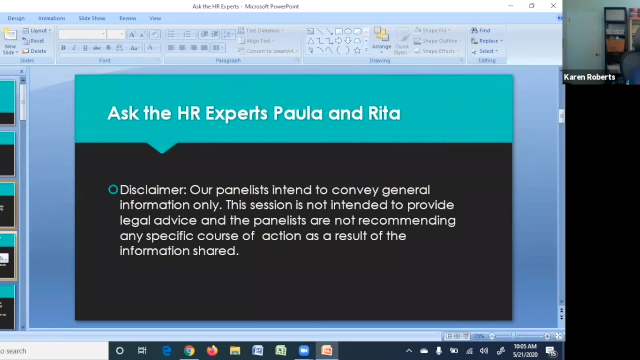 Ask the HR Experts - Microsoft PowerPoint
Design Animations Slide Show Review View
New Slide
Layout
Reset
Delete
Slides
Font
Paragraph
Text Direction
Align Text
Convert to SmartArt
Arrange
Quick Styles
Shape Fill
Shape Outline
Shape Effects
Drawing
Find
Replace
Select
Editing
Karen Roberts
Ask the HR Experts Paula and Rita
Disclaimer: Our panelists intend to convey general
information only. This session is not intended to provide
legal advice and the panelists are not recommending
any specific course of action as a result of the
information shared.
73%
to search
10:05 AM
5/21/2020